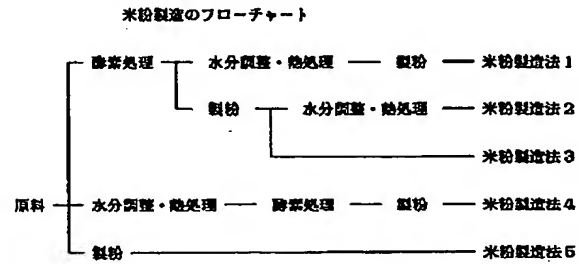 米粉製造のフローチャート
酵素処理 水分調整・熱処理 製粉 米粉製造法1
製粉 水分調整・熱処理 米粉製造法2
米粉製造法3
原料 水分調整・熱処理 酵素処理 製粉 米粉製造法4
製粉 米粉製造法5